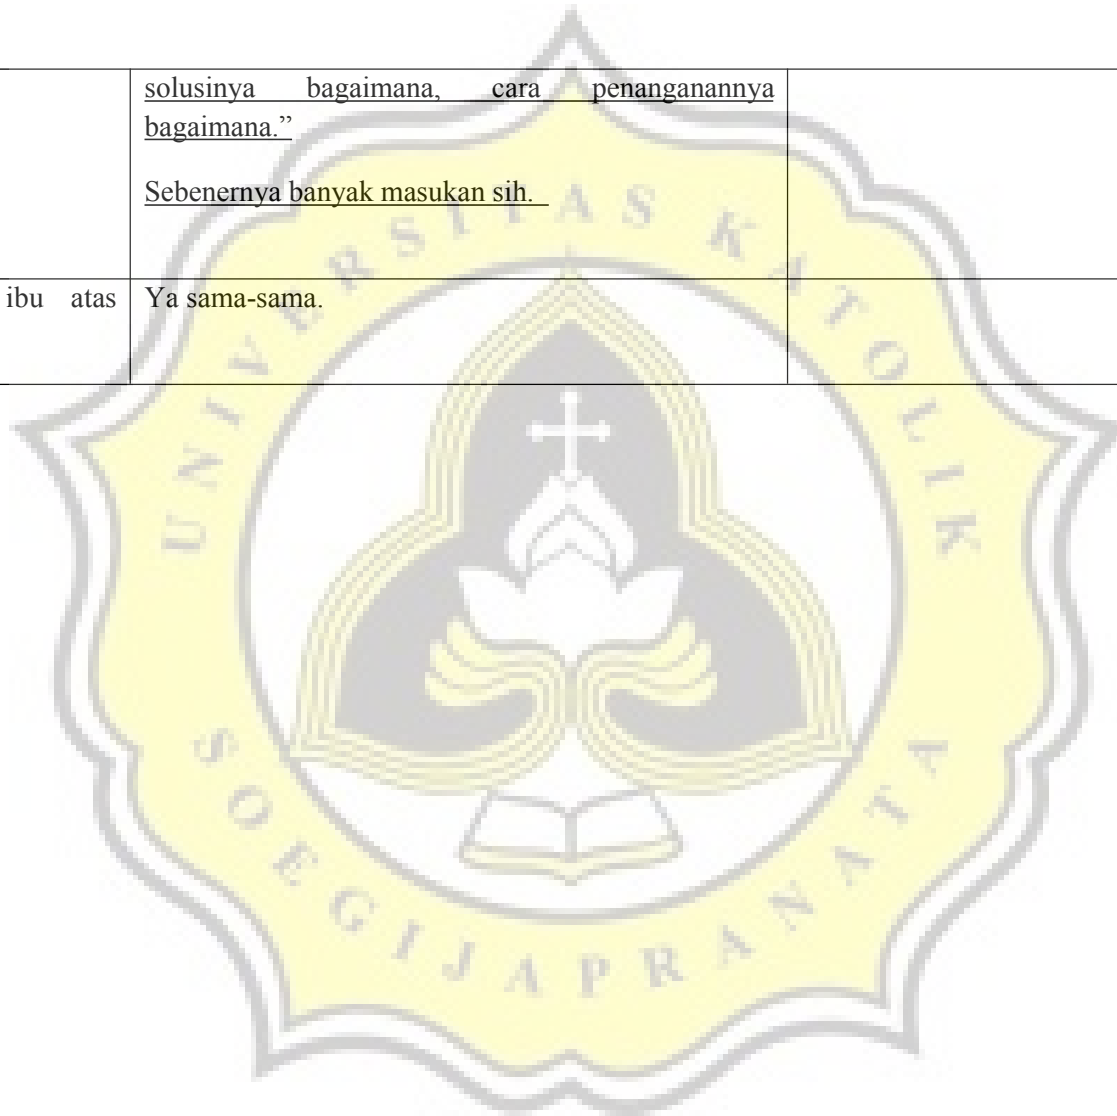 solusinya bagaimana, cara penanganannya
bagaimana.”
Sebenernya banyak masukan sih.
ibu atas
Ya sama-sama.
UNIVERSITAS KATOLIK
SOEGIJAPRANATA